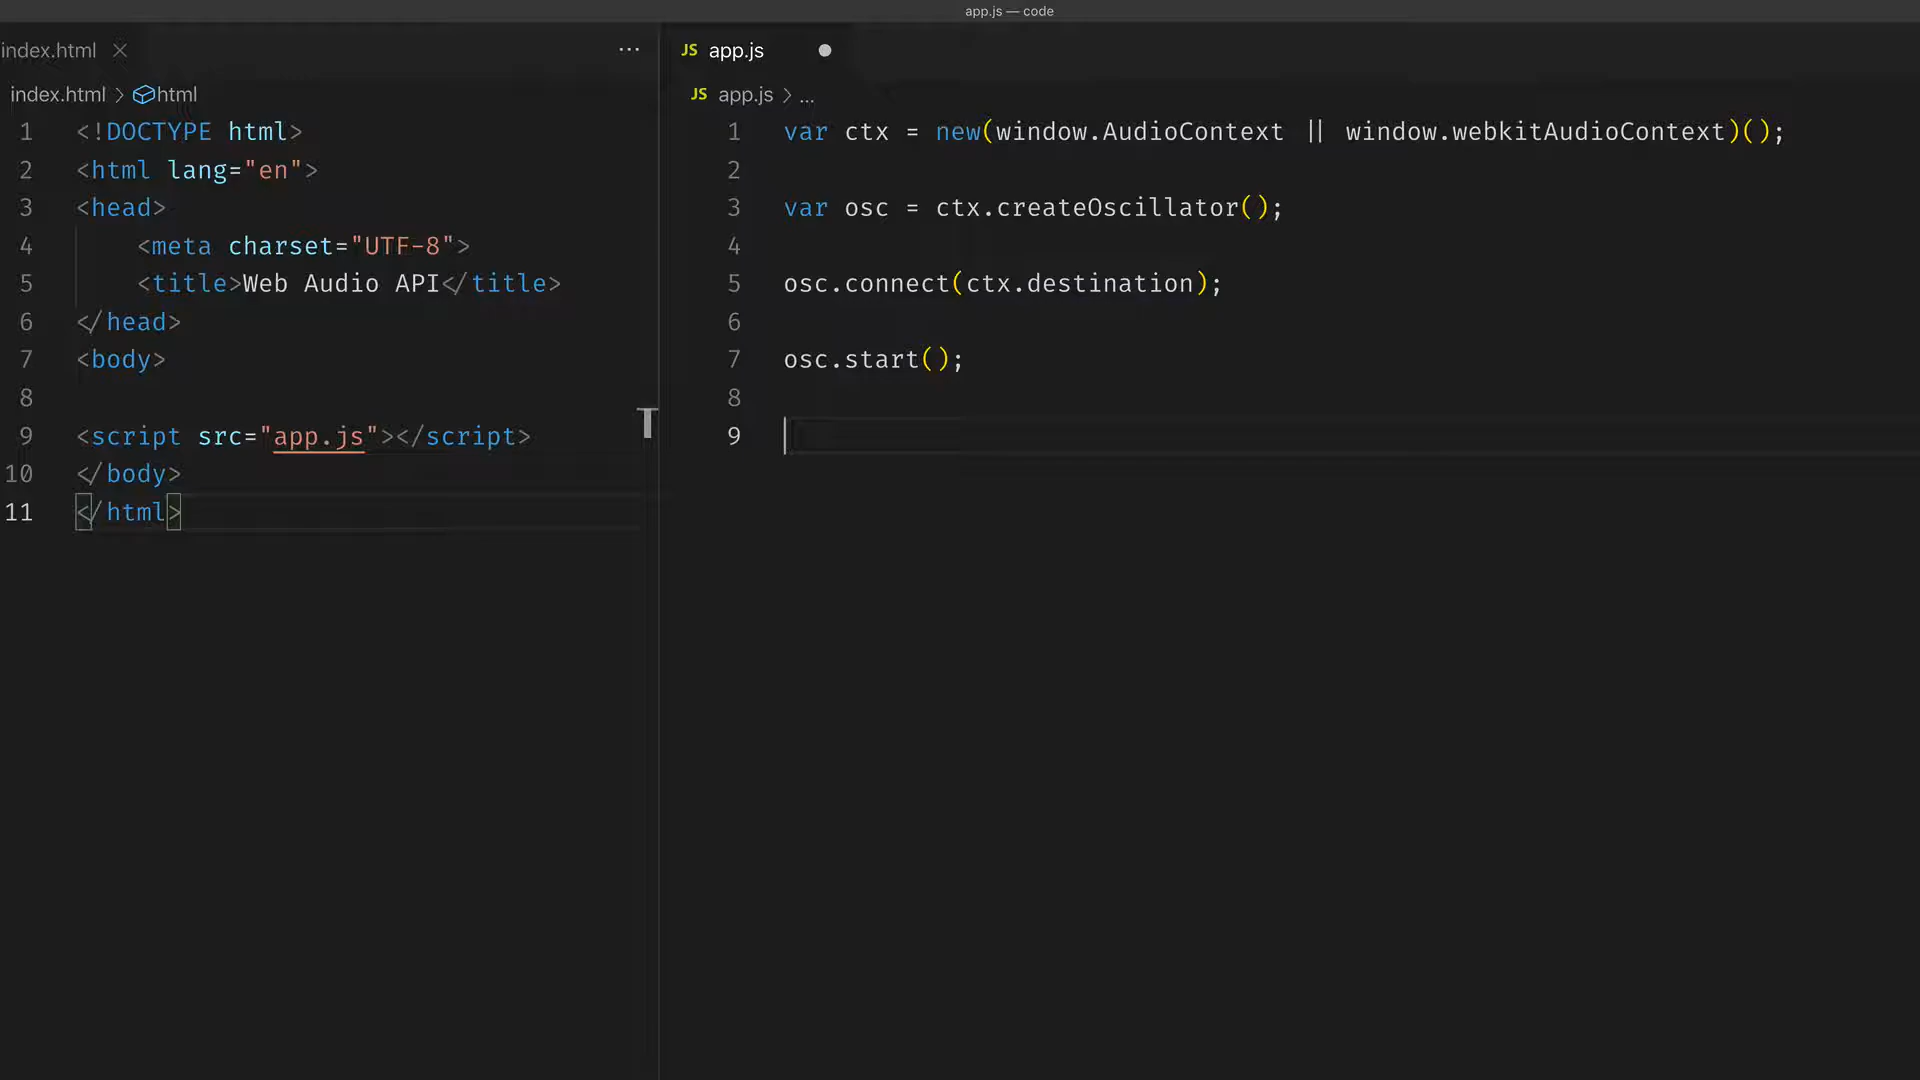 app.js — code
index.html
index.html > html
1 <!DOCTYPE html>
2 <html lang="en">
3 <head>
4     <meta charset="UTF-8">
5     <title>Web Audio API</title>
6 </head>
7 <body>
8
9 <script src="app.js"></script>
10 </body>
11 </html>
JS app.js
JS app.js > ...
1 var ctx = new(window.AudioContext || window.webkitAudioContext)();
2
3 var osc = ctx.createOscillator();
4
5 osc.connect(ctx.destination);
6
7 osc.start();
8
9